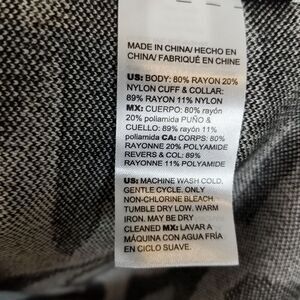 MADE IN CHINA/ HECHO EN
CHINA/ FABRIQUÉ EN CHINE
US: BODY: 80% RAYON 20%
NYLON CUFF & COLLAR:
89% RAYON 11% NYLON
MX: CUERPO: 80% rayón
20% poliamida PUÑO &
CUELLO: 89% rayón 11%
poliamida CA: CORPS: 80%
RAYONNE 20% POLYAMIDE
REVERS & COL: 89%
RAYONNE 11% POLYAMIDE
US: MACHINE WASH COLD,
GENTLE CYCLE. ONLY
NON-CHLORINE BLEACH.
TUMBLE DRY LOW. WARM
IRON. MAY BE DRY
CLEANED MX: LAVAR A
MÁQUINA CON AGUA FRÍA
EN CICLO SUAVE.